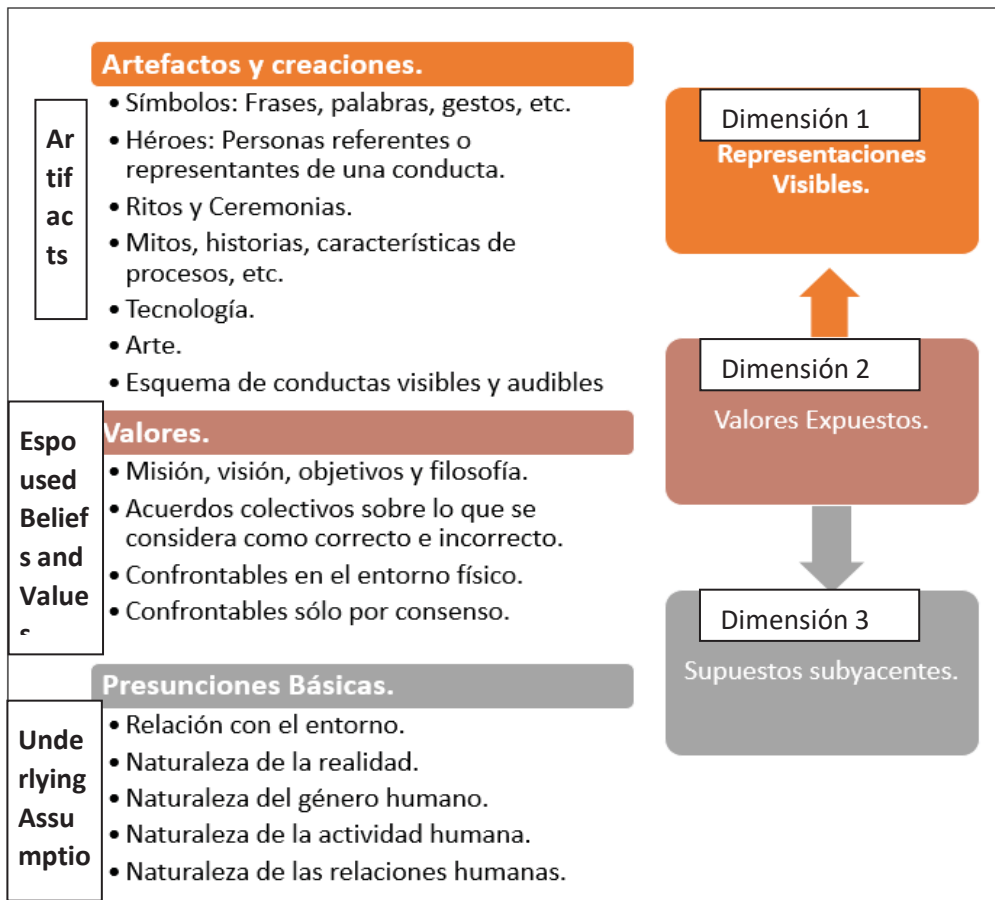 Artefactos y creaciones.
• Símbolos: Frases, palabras, gestos, etc.
• Héroes: Personas referentes o
representantes de una conducta.
• Ritos y Ceremonias.
• Mitos, historias, características de
procesos, etc.
• Tecnología.
• Arte.
• Esquema de conductas visibles y audibles
Ar
tif
ac
ts
Valores.
• Misión, visión, objetivos y filosofía.
• Acuerdos colectivos sobre lo que se
considera como correcto e incorrecto.
• Confrontables en el entorno físico.
• Confrontables sólo por consenso.
Espo
used
Belief
s and
Value
s
Presunciones Básicas.
• Relación con el entorno.
• Naturaleza de la realidad.
• Naturaleza del género humano.
• Naturaleza de la actividad humana.
• Naturaleza de las relaciones humanas.
Unde
rlying
Assu
mptio
Dimensión 1
Representaciones
Visibles.
Dimensión 2
Valores Expuestos.
Dimensión 3
Supuestos subyacentes.